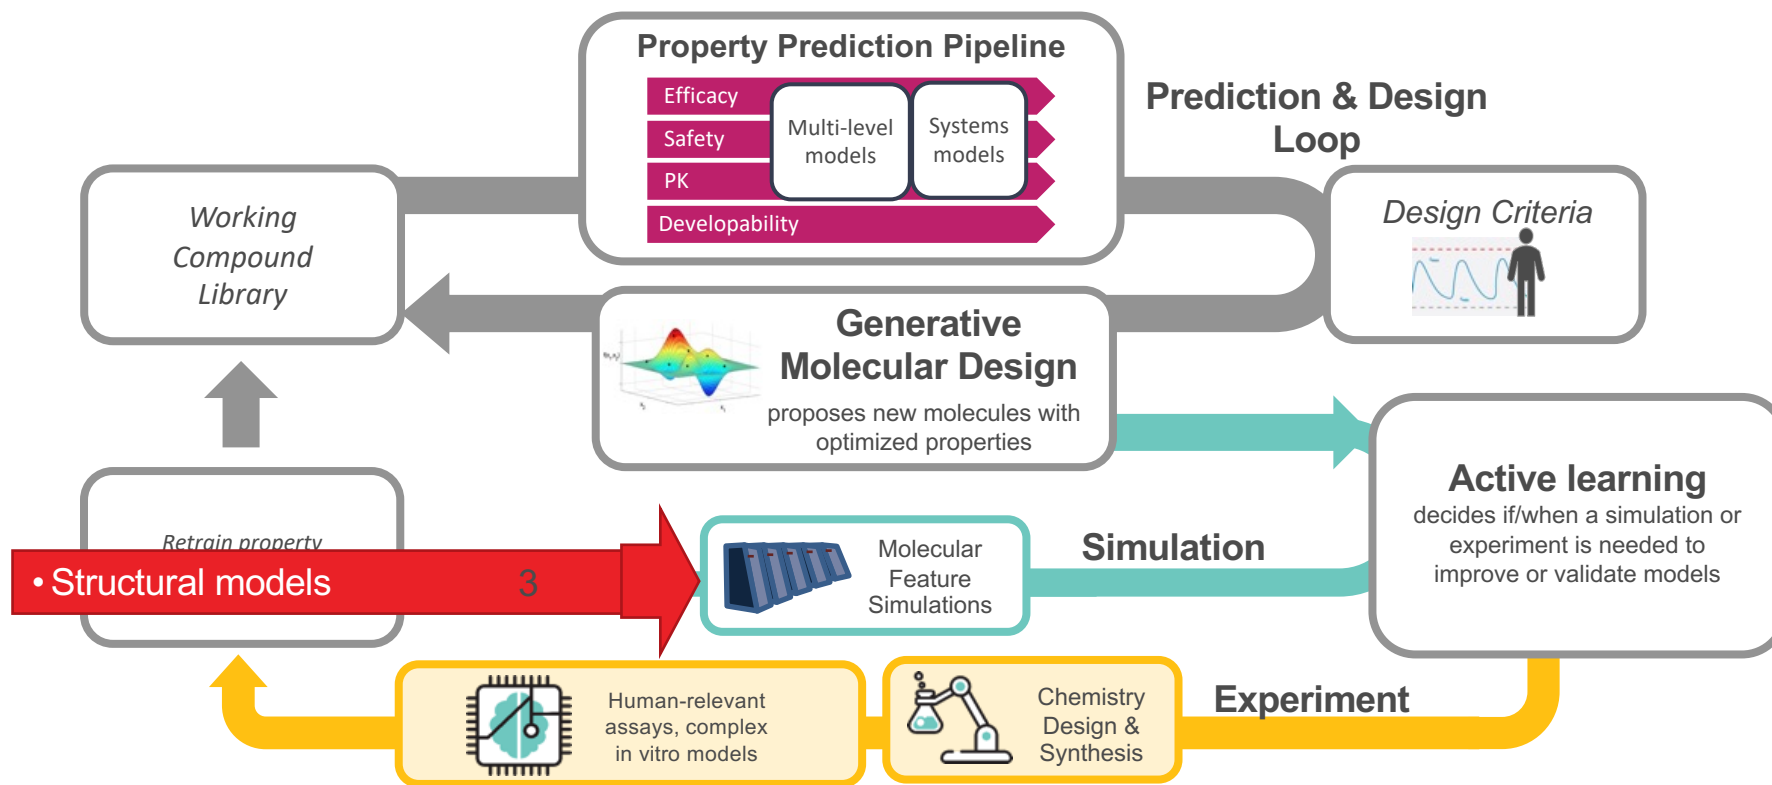 Property Prediction Pipeline
Efficacy
Safety
PK
Developability
Multi-level
models
Systems
models
Prediction & Design
Loop
Working
Compound
Library
Design Criteria
Generative
Molecular Design
proposes new molecules with
optimized properties
Active learning
decides if/when a simulation or
experiment is needed to
improve or validate models
Retrain property
• Structural models 3
Molecular
Feature
Simulations
Simulation
Human-relevant
assays, complex
in vitro models
Chemistry
Design &
Synthesis
Experiment